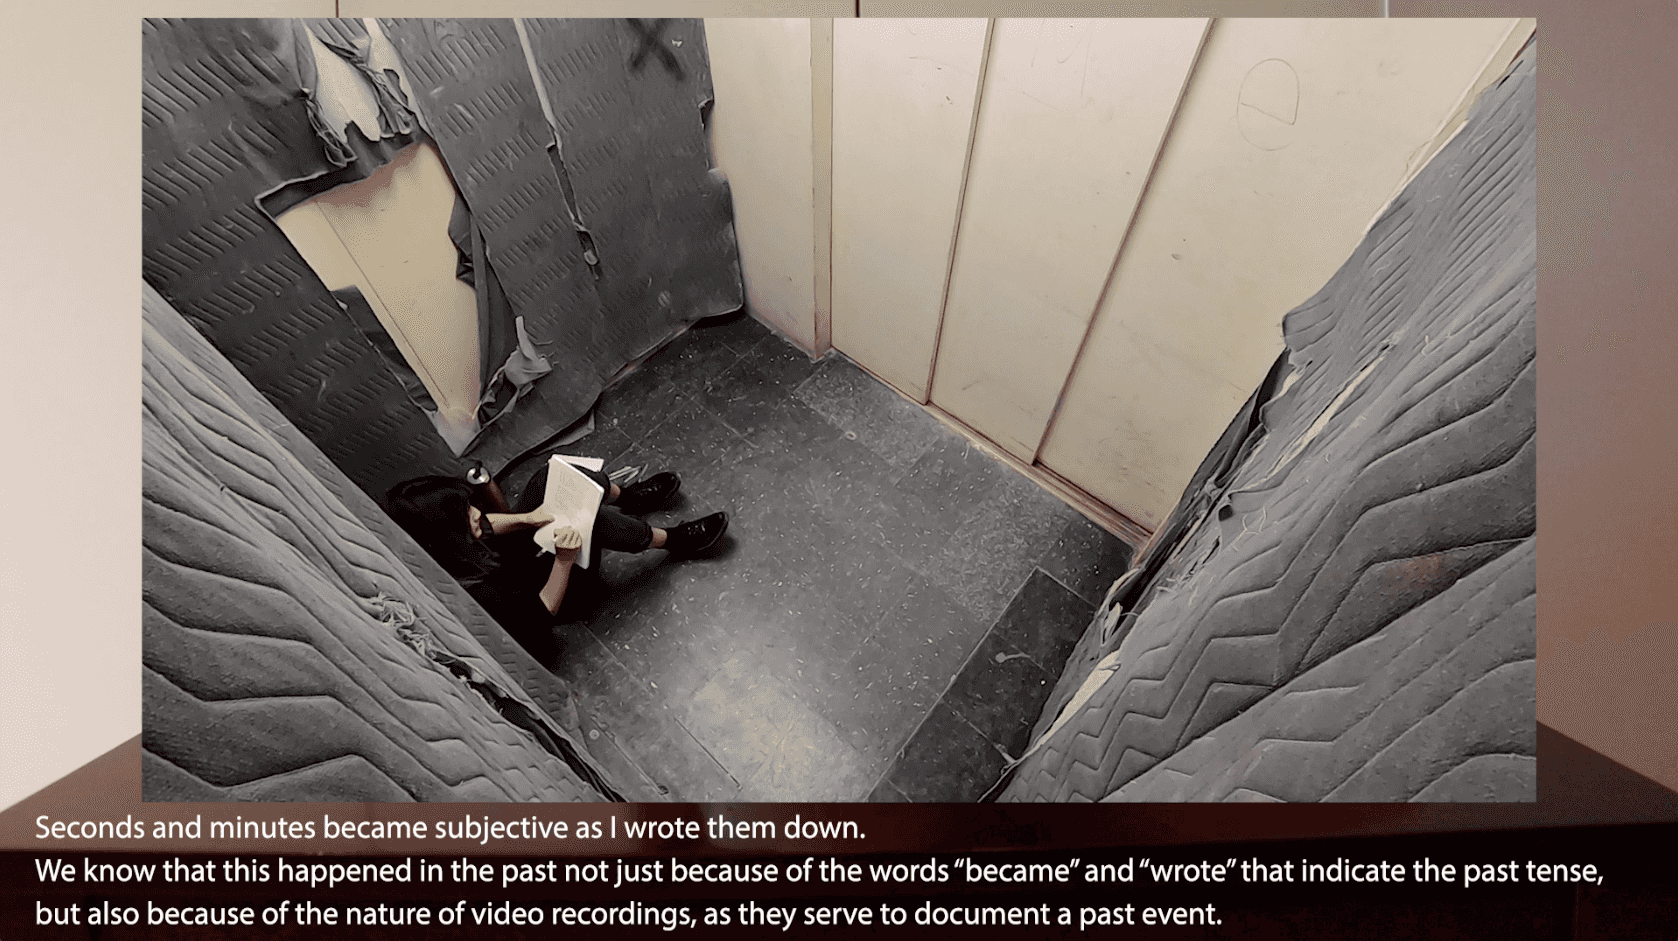 Seconds and minutes became subjective as I wrote them down.
We know that this happened in the past not just because of the words “became” and “wrote” that indicate the past tense,
but also because of the nature of video recordings, as they serve to document a past event.